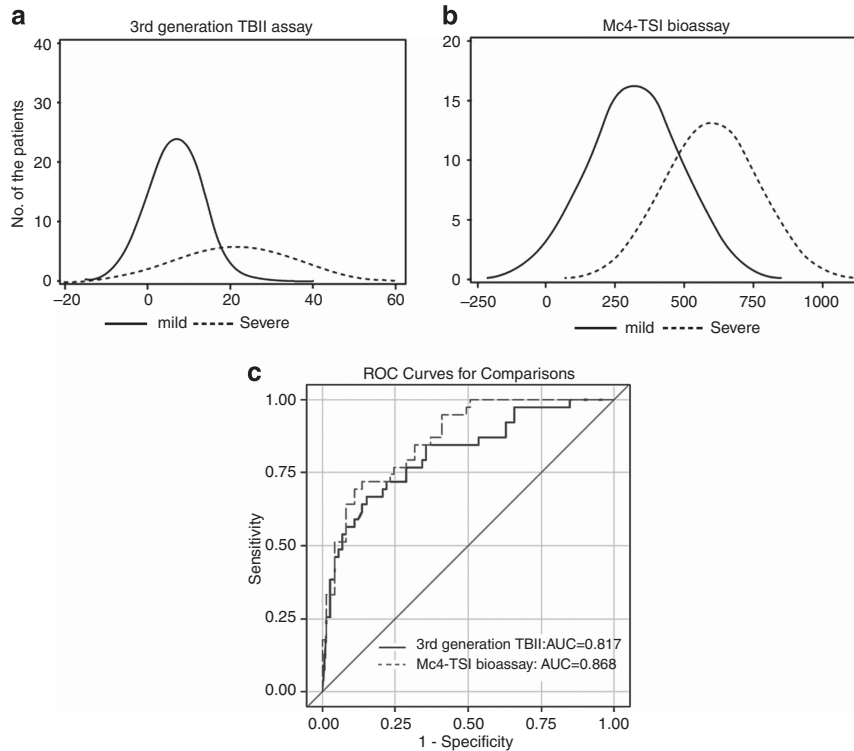 a
3rd generation TBII assay
No. of the patients
40
30
20
10
0
−20 0 20 40 60
mild Severe
b
Mc4-TSI bioassay
20
15
10
5
0
−250 0 250 500 750 1000
mild Severe
c
ROC Curves for Comparisons
Sensitivity
1.00
0.75
0.50
0.25
0.00
3rd generation TBII:AUC=0.817
Mc4-TSI bioassay: AUC=0.868
0.00 0.25 0.50 0.75 1.00
1 - Specificity